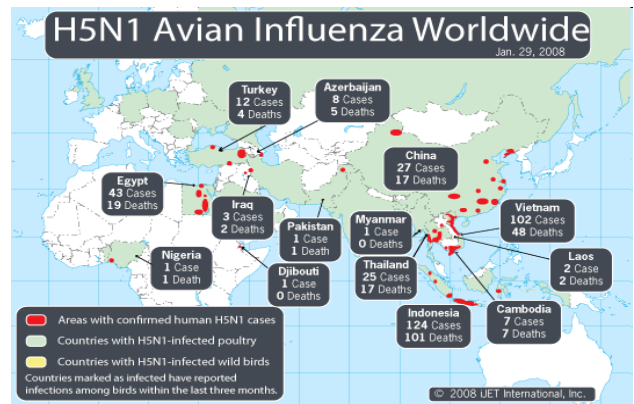 H5N1 Avian Influenza Worldwide
Jan. 29, 2008
Turkey
12 Cases
4 Deaths
Azerbaijan
8 Cases
5 Deaths
China
27 Cases
17 Deaths
Egypt
43 Cases
19 Deaths
Iraq
3 Cases
2 Deaths
Pakistan
1 Case
1 Death
Myanmar
1 Case
0 Deaths
Vietnam
102 Cases
48 Deaths
Nigeria
1 Case
1 Death
Djibouti
1 Case
0 Deaths
Thailand
25 Cases
17 Deaths
Laos
2 Case
2 Deaths
Indonesia
124 Cases
101 Deaths
Cambodia
7 Cases
7 Deaths
Areas with confirmed human H5N1 cases
Countries with H5N1-infected poultry
Countries with H5N1-infected wild birds
Countries marked as infected have reported
infections among birds within the last three months.
© 2008 iJET International, Inc.